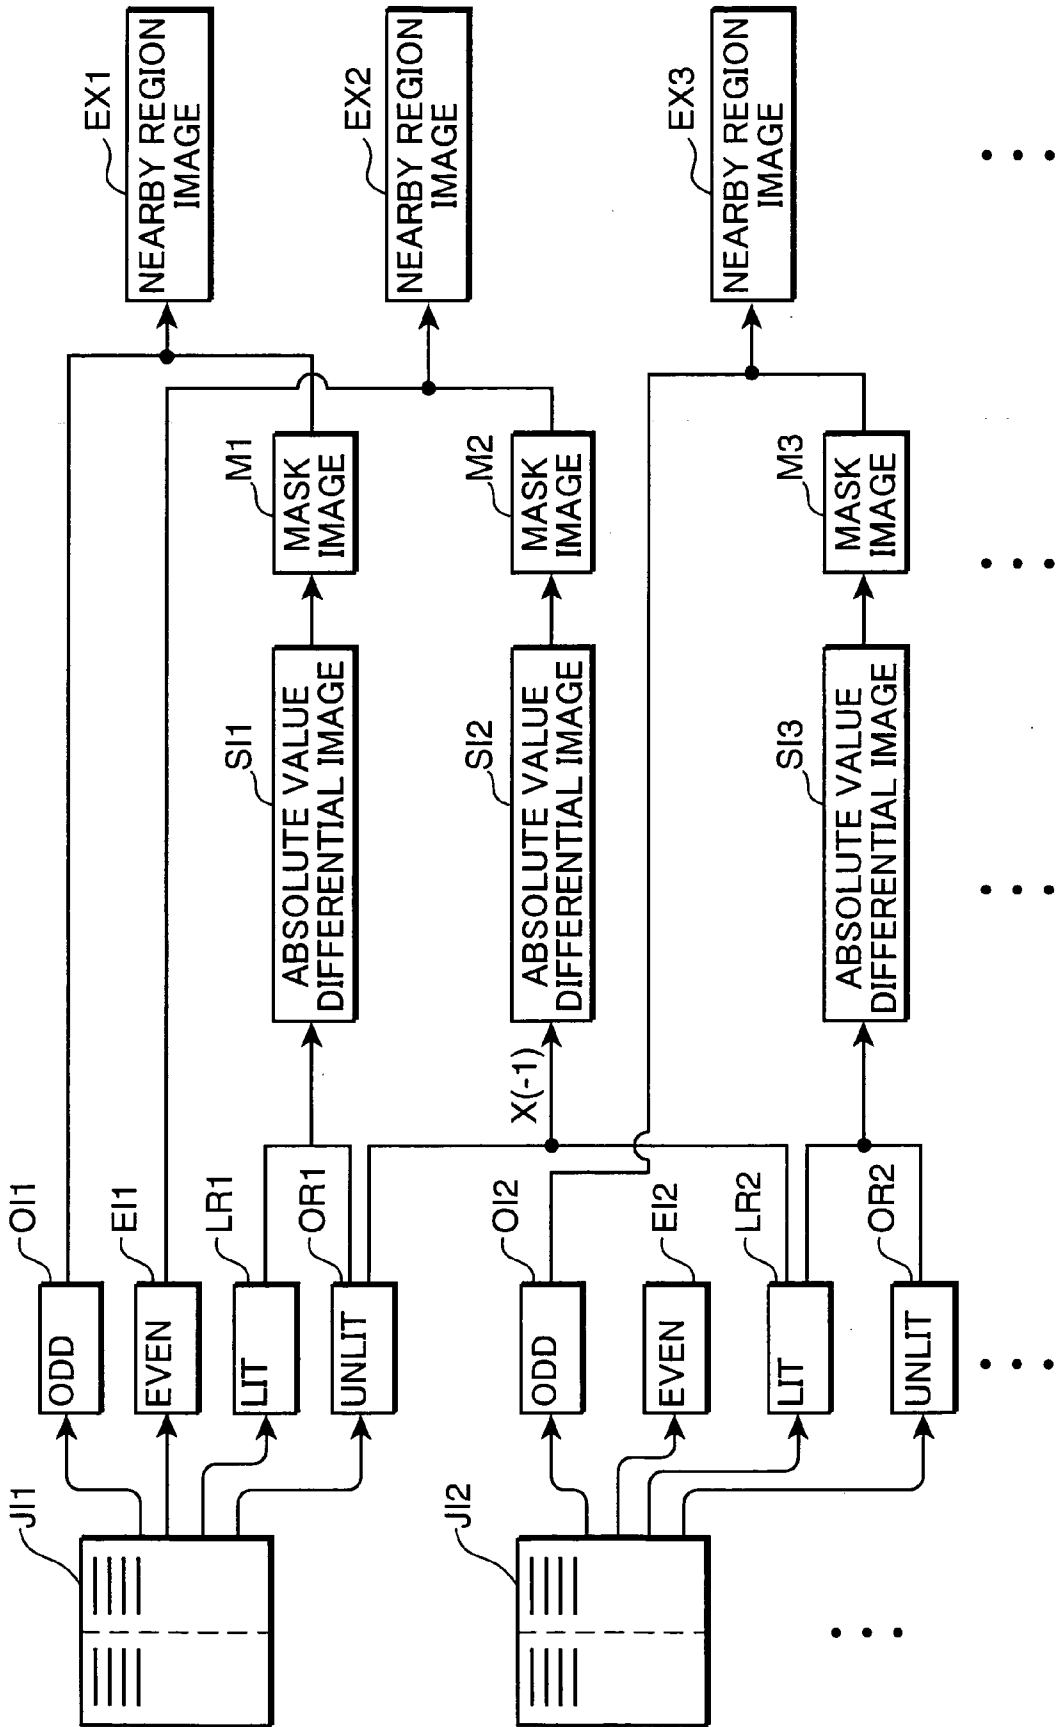 JI1
ODD
OI1
EVEN
EI1
LIT
LR1
UNLIT
OR1
ABSOLUTE VALUE
DIFFERENTIAL IMAGE
SI1
MASK
IMAGE
M1
NEARBY REGION
IMAGE
EX1
X(-1)
ABSOLUTE VALUE
DIFFERENTIAL IMAGE
SI2
MASK
IMAGE
M2
NEARBY REGION
IMAGE
EX2
JI2
ODD
OI2
EVEN
EI2
LIT
LR2
UNLIT
OR2
ABSOLUTE VALUE
DIFFERENTIAL IMAGE
SI3
MASK
IMAGE
M3
NEARBY REGION
IMAGE
EX3